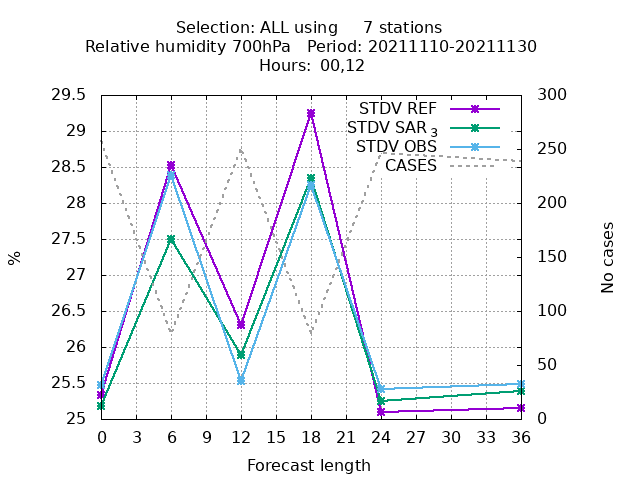 Selection: ALL using 7 stations
Relative humidity 700hPa Period: 20211110-20211130
Hours: 00,12
29.5
29
28.5
28
27.5
27
26.5
26
25.5
25
300
250
200
150
100
50
0
%
No cases
STDV REF
STDV SAR 3
STDV OBS
CASES
0 3 6 9 12 15 18 21 24 27 30 33 36
Forecast length